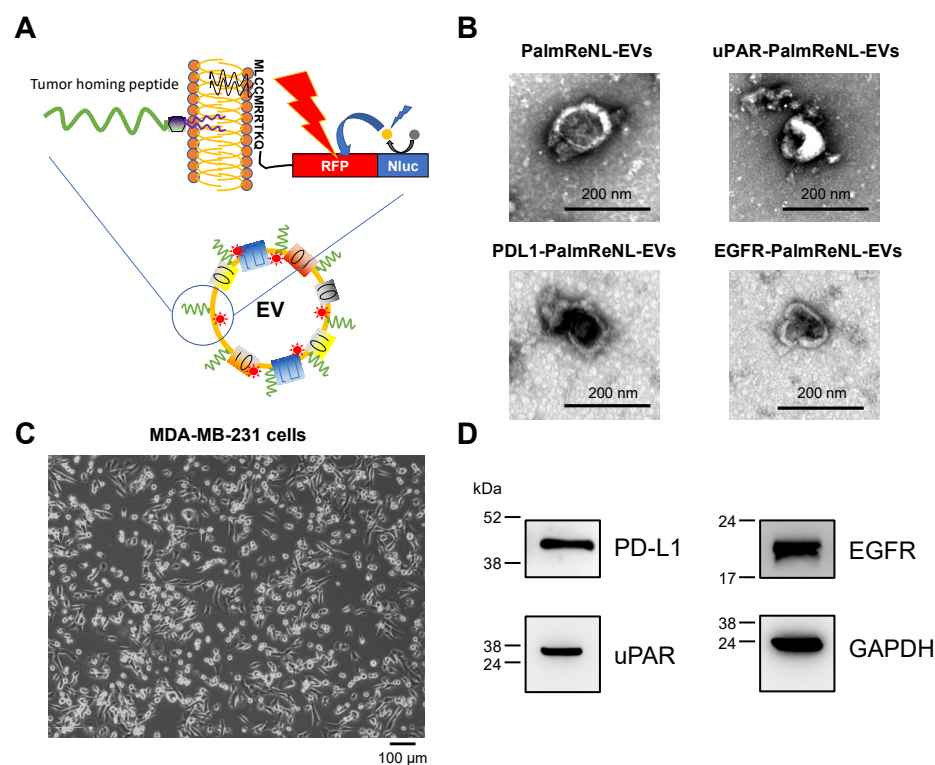 A
Tumor homing peptide
MLCCMRRTKQ
RFP
Nluc
EV
B
PalmReNL-EVs
uPAR-PalmReNL-EVs
200 nm
200 nm
PDL1-PalmReNL-EVs
EGFR-PalmReNL-EVs
200 nm
200 nm
C
MDA-MB-231 cells
100 μm
D
kDa
52
38
PD-L1
24
17
EGFR
38
24
uPAR
38
24
GAPDH